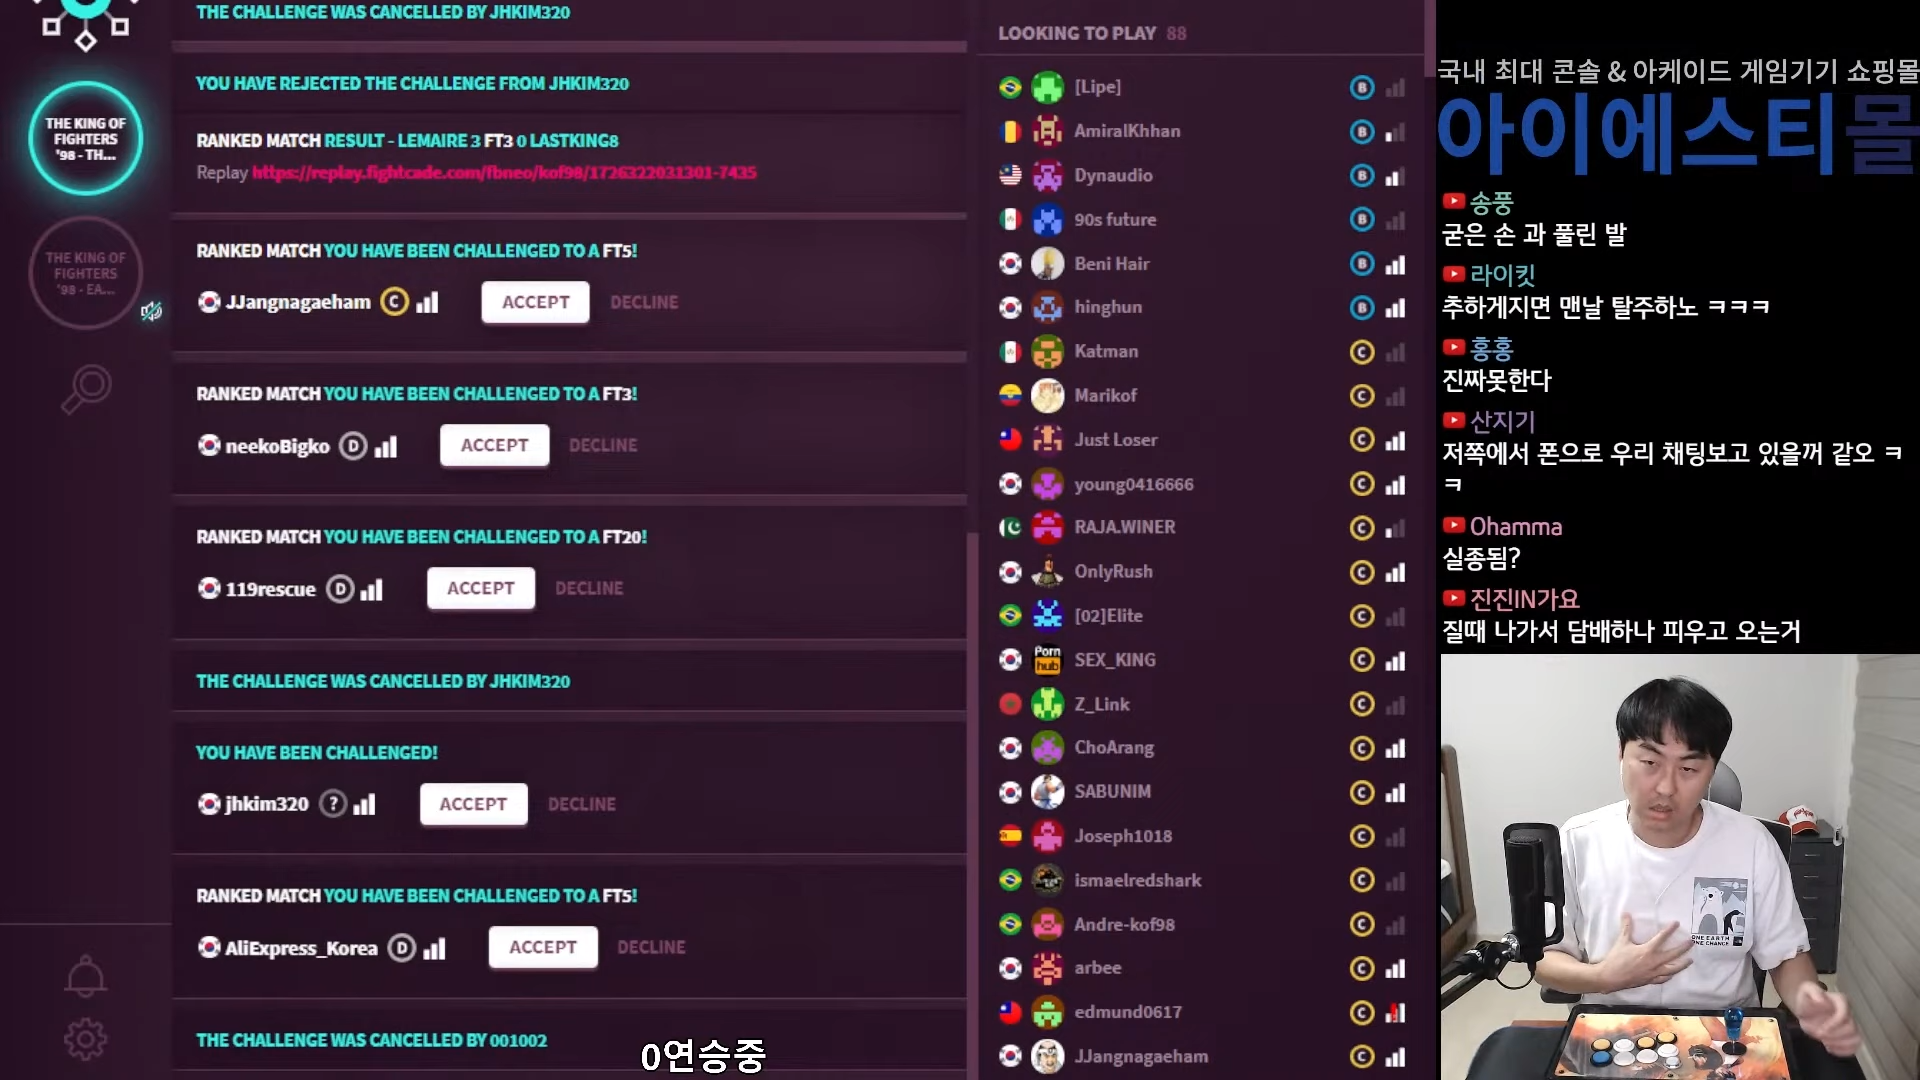 THE KING OF
FIGHTERS
'98 - TH...
THE KING OF
FIGHTERS
'98 - EA...
THE CHALLENGE WAS CANCELLED BY JHKIM320
YOU HAVE REJECTED THE CHALLENGE FROM JHKIM320
RANKED MATCH RESULT - LEMAIRE 3 FT3 0 LASTKING8
Replay https://replay.fightcade.com/fbneo/kof98/1726322031301-7435
RANKED MATCH YOU HAVE BEEN CHALLENGED TO A FT5!
JJangnagaeham C ACCEPT DECLINE
RANKED MATCH YOU HAVE BEEN CHALLENGED TO A FT3!
neekoBigko D ACCEPT DECLINE
RANKED MATCH YOU HAVE BEEN CHALLENGED TO A FT20!
119rescue D ACCEPT DECLINE
THE CHALLENGE WAS CANCELLED BY JHKIM320
YOU HAVE BEEN CHALLENGED!
jhkim320 ? ACCEPT DECLINE
RANKED MATCH YOU HAVE BEEN CHALLENGED TO A FT5!
AliExpress_Korea D ACCEPT DECLINE
THE CHALLENGE WAS CANCELLED BY 001002
0연승중
LOOKING TO PLAY 88
[Lipe] B
AmiralKhhan B
Dynaudio B
90s future B
Beni Hair B
hinghun B
Katman C
Marikof C
Just Loser C
young0416666 C
RAJA.WINER C
OnlyRush C
[02]Elite C
Porn
hub
SEX_KING C
Z_Link C
ChoArang C
SABUNIM C
Joseph1018 C
ismaelredshark C
Andre-kof98 C
arbee C
edmund0617 C
JJangnagaeham C
국내 최대 콘솔 & 아케이드 게임기기 쇼핑몰
아이에스티몰
송풍
굳은 손 과 풀린 발
라이킷
추하게지면 맨날 탈주하노 ㅋㅋㅋ
홍홍
진짜못한다
산지기
저쪽에서 폰으로 우리 채팅보고 있을꺼 같오 ㅋ
ㅋ
Ohamma
실종됨?
진진IN가요
질때 나가서 담배하나 피우고 오는거
ONE EARTH
ONE CHANCE